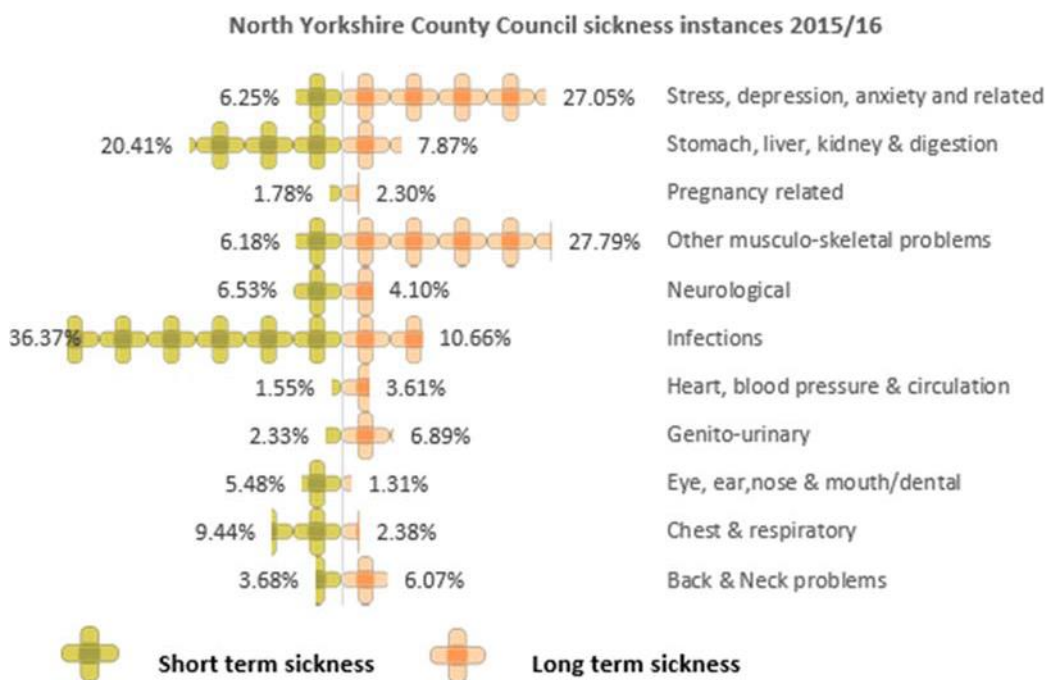 North Yorkshire County Council sickness instances 2015/16
6.25% 27.05% Stress, depression, anxiety and related
20.41% 7.87% Stomach, liver, kidney & digestion
1.78% 2.30% Pregnancy related
6.18% 27.79% Other musculo-skeletal problems
6.53% 4.10% Neurological
36.37% 10.66% Infections
1.55% 3.61% Heart, blood pressure & circulation
2.33% 6.89% Genito-urinary
5.48% 1.31% Eye, ear,nose & mouth/dental
9.44% 2.38% Chest & respiratory
3.68% 6.07% Back & Neck problems
Short term sickness Long term sickness